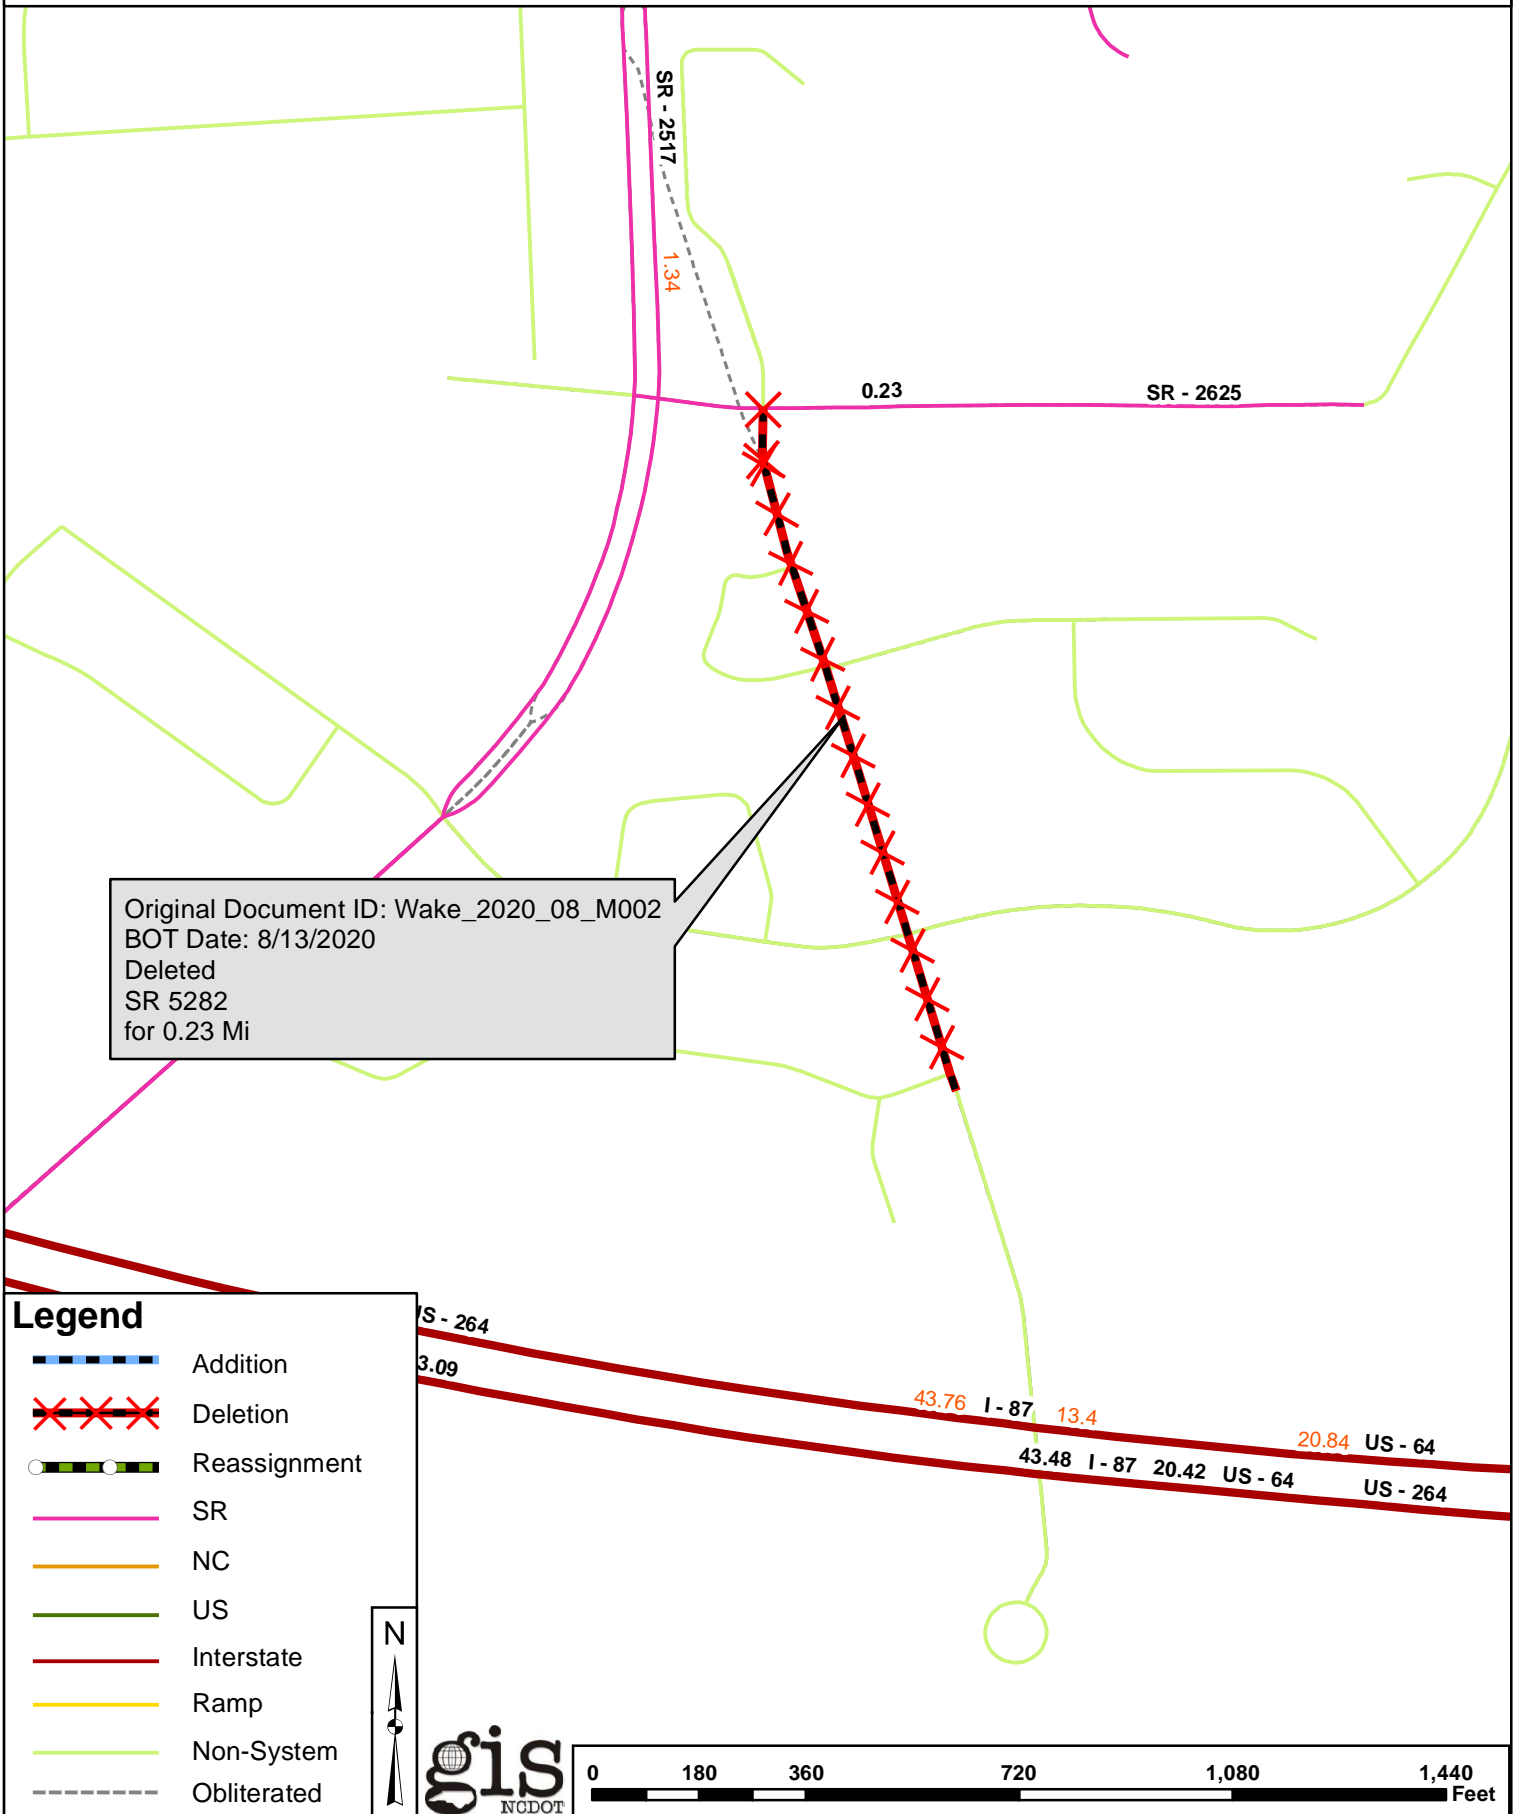 SR - 2517
1.34
0.23
SR - 2625
Original Document ID: Wake_2020_08_M002
BOT Date: 8/13/2020
Deleted
SR 5282
for 0.23 Mi
Legend
Addition
Deletion
Reassignment
SR
NC
US
Interstate
Ramp
Non-System
Obliterated
N
gis
NCDOT
US - 264
3.09
43.76 I - 87 13.4
20.84 US - 64
43.48 I - 87 20.42 US - 64
US - 264
0 180 360 720 1,080 1,440
Feet